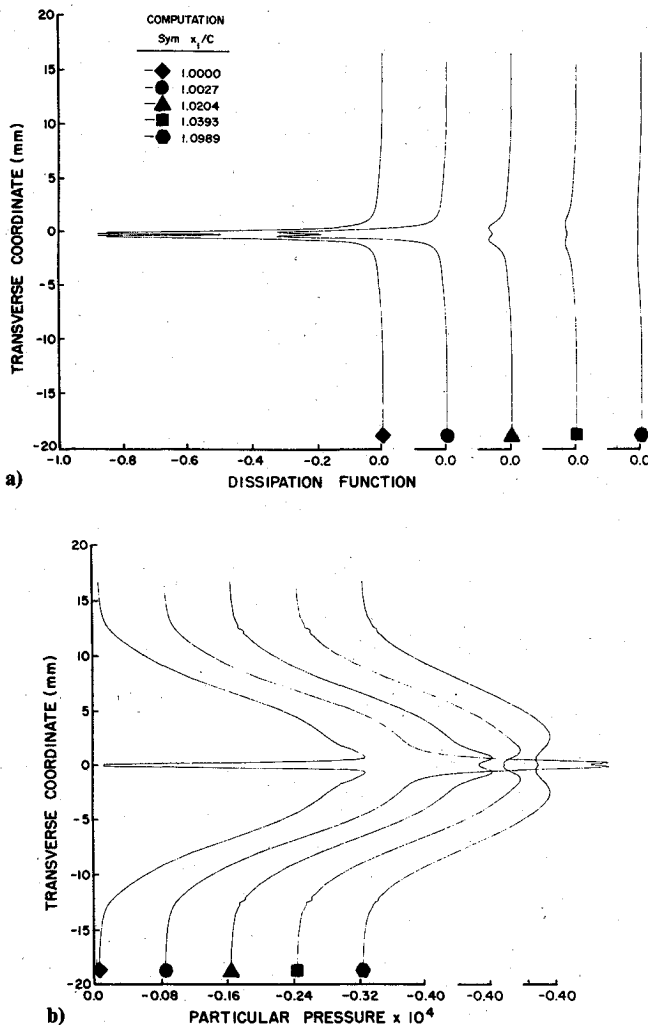 COMPUTATION
Sym x₁/C
1.0000
1.0027
1.0204
1.0393
1.0989
TRANSVERSE COORDINATE (mm)
20
15
10
5
0
-5
-10
-15
-20
-1.0 -0.8 -0.6 -0.4 -0.2 0.0 0.0 0.0 0.0 0.0
DISSIPATION FUNCTION
a)
TRANSVERSE COORDINATE (mm)
20
15
10
5
0
-5
-10
-15
-20
0.0 -0.08 -0.16 -0.24 -0.32 -0.40 -0.40 -0.40
PARTICULAR PRESSURE x 10⁴
b)